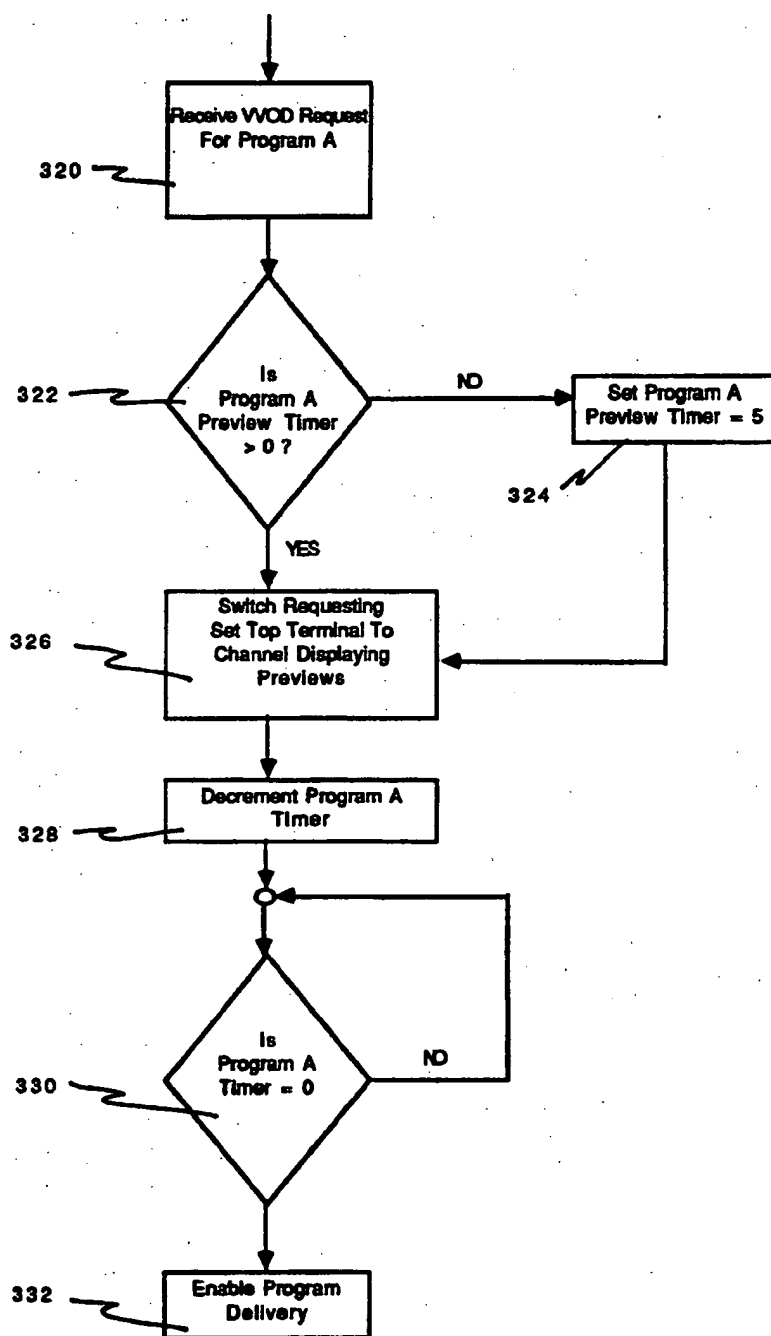 Receive VVOD Request
For Program A
320
Is
Program A
Preview Timer
> 0 ?
322
NO
Set Program A
Preview Timer = 5
324
YES
Switch Requesting
Set Top Terminal To
Channel Displaying
Previews
326
Decrement Program A
Timer
328
Is
Program A
Timer = 0
NO
330
Enable Program
Delivery
332